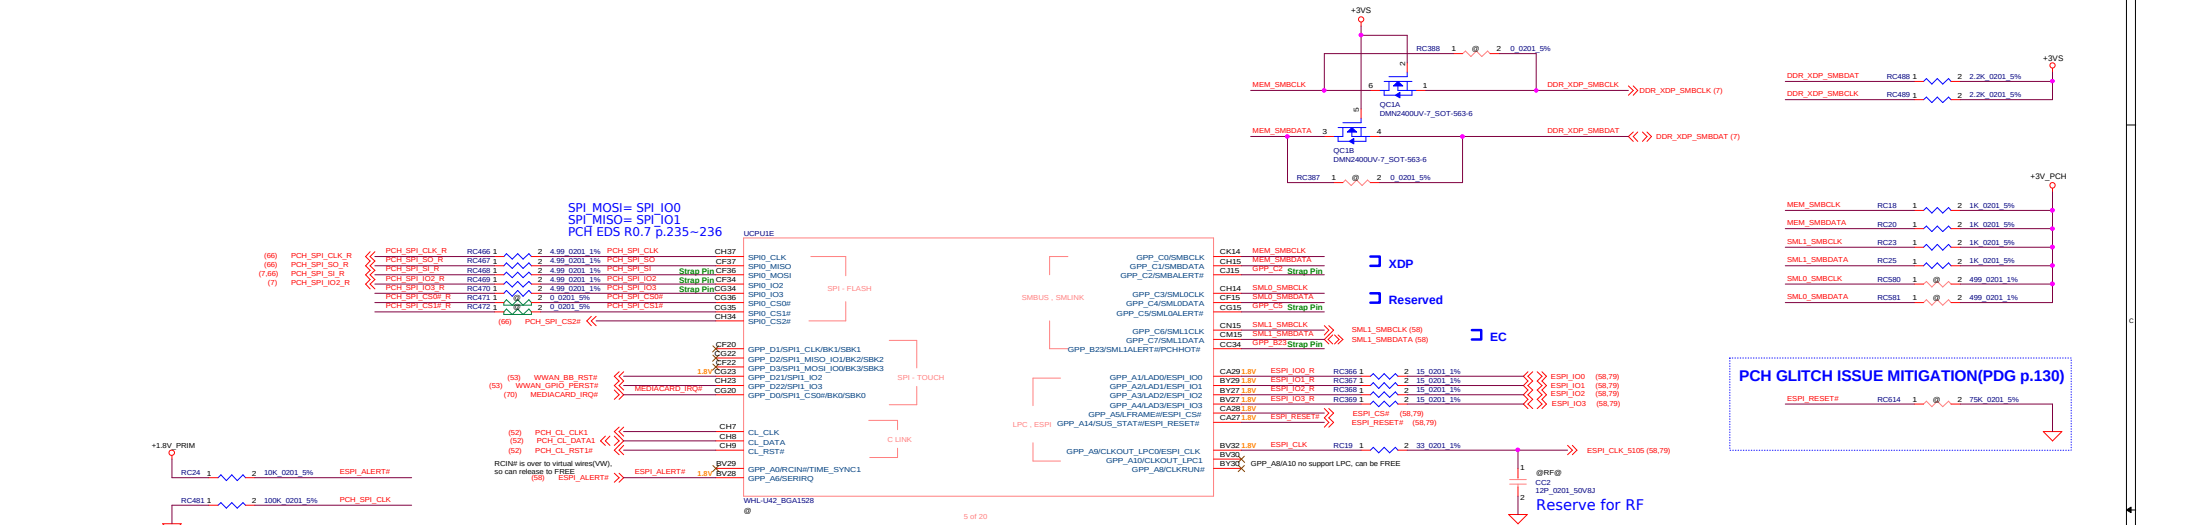 +3VS
RC388 1 @ 2 0_0201_5%
2
MEM_SMBCLK 6 1 DDR_XDP_SMBCLK DDR_XDP_SMBCLK (7)
QC1A
DMN2400UV-7_SOT-563-6
5
MEM_SMBDATA 3 4 DDR_XDP_SMBDAT DDR_XDP_SMBDAT (7)
QC1B
DMN2400UV-7_SOT-563-6
RC387 1 @ 2 0_0201_5%
+3VS
DDR_XDP_SMBDAT RC488 1 2 2.2K_0201_5%
DDR_XDP_SMBCLK RC489 1 2 2.2K_0201_5%
+3V_PCH
MEM_SMBCLK RC18 1 2 1K_0201_5%
MEM_SMBDATA RC20 1 2 1K_0201_5%
SML1_SMBCLK RC23 1 2 1K_0201_5%
SML1_SMBDATA RC25 1 2 1K_0201_5%
SML0_SMBCLK RC580 1 @ 2 499_0201_1%
SML0_SMBDATA RC581 1 @ 2 499_0201_1%
PCH GLITCH ISSUE MITIGATION(PDG p.130)
ESPI_RESET# RC614 1 @ 2 75K_0201_5%
C
SPI_MOSI= SPI_IO0
SPI_MISO= SPI_IO1
PCH EDS R0.7 p.235~236
UCPU1E
(66) PCH_SPI_CLK_R PCH_SPI_CLK_R RC466 1 2 4.99_0201_1% PCH_SPI_CLK CH37 SPI0_CLK
(66) PCH_SPI_SO_R PCH_SPI_SO_R RC467 1 2 4.99_0201_1% PCH_SPI_SO CF37 SPI0_MISO
(7,66) PCH_SPI_SI_R PCH_SPI_SI_R RC468 1 2 4.99_0201_1% PCH_SPI_SI Strap Pin CF36 SPI0_MOSI
(7) PCH_SPI_IO2_R PCH_SPI_IO2_R RC469 1 2 4.99_0201_1% PCH_SPI_IO2 CF34 SPI0_IO2
PCH_SPI_IO3_R RC470 1 2 4.99_0201_1% PCH_SPI_IO3 Strap Pin CG34 SPI0_IO3
PCH_SPI_CS0#_R RC471 1 @ 2 0_0201_5% PCH_SPI_CS0# CG36 SPI0_CS0#
PCH_SPI_CS1#_R RC472 1 @ 2 0_0201_5% PCH_SPI_CS1# CG35 SPI0_CS1#
(66) PCH_SPI_CS2# CH34 SPI0_CS2#
SPI - FLASH
CF20 GPP_D1/SPI1_CLK/BK1/SBK1
CG22 GPP_D2/SPI1_MISO_IO1/BK2/SBK2
CF22 GPP_D3/SPI1_MOSI_IO0/BK3/SBK3
(53) WWAN_BB_RST# 1.8V CG23 GPP_D21/SPI1_IO2
(53) WWAN_GPIO_PERST# CH23 GPP_D22/SPI1_IO3
(70) MEDIACARD_IRQ# MEDIACARD_IRQ# CG20 GPP_D0/SPI1_CS0#/BK0/SBK0
SPI - TOUCH
(52) PCH_CL_CLK1 CH7 CL_CLK
(52) PCH_CL_DATA1 CH8 CL_DATA
(52) PCH_CL_RST1# CH9 CL_RST#
C LINK
RCIN# is over to virtual wires(VW),
so can release to FREE
BV29 GPP_A0/RCIN#/TIME_SYNC1
(58) ESPI_ALERT# ESPI_ALERT# 1.8V BV28 GPP_A6/SERIRQ
+1.8V_PRIM
RC24 1 2 10K_0201_5% ESPI_ALERT#
RC481 1 2 100K_0201_5% PCH_SPI_CLK
WHL-U42_BGA1528
@
5 of 20
GPP_C0/SMBCLK CK14 MEM_SMBCLK
GPP_C1/SMBDATA CH15 MEM_SMBDATA
GPP_C2/SMBALERT# CJ15 GPP_C2 Strap Pin
XDP
SMBUS , SMLINK
GPP_C3/SML0CLK CH14 SML0_SMBCLK
GPP_C4/SML0DATA CF15 SML0_SMBDATA
GPP_C5/SML0ALERT# CG15 GPP_C5 Strap Pin
Reserved
GPP_C6/SML1CLK CN15 SML1_SMBCLK SML1_SMBCLK (58)
GPP_C7/SML1DATA CM15 SML1_SMBDATA SML1_SMBDATA (58)
GPP_B23/SML1ALERT#/PCHHOT# CC34 GPP_B23 Strap Pin
EC
GPP_A1/LAD0/ESPI_IO0 CA29 1.8V ESPI_IO0_R RC366 1 2 15_0201_1% ESPI_IO0 (58,79)
GPP_A2/LAD1/ESPI_IO1 BY29 1.8V ESPI_IO1_R RC367 1 2 15_0201_1% ESPI_IO1 (58,79)
GPP_A3/LAD2/ESPI_IO2 BY27 1.8V ESPI_IO2_R RC368 1 2 15_0201_1% ESPI_IO2 (58,79)
GPP_A4/LAD3/ESPI_IO3 BV27 1.8V ESPI_IO3_R RC369 1 2 15_0201_1% ESPI_IO3 (58,79)
GPP_A5/LFRAME#/ESPI_CS# CA28 1.8V ESPI_CS# (58,79)
GPP_A14/SUS_STAT#/ESPI_RESET# CA27 1.8V ESPI_RESET# ESPI_RESET# (58,79)
LPC , ESPI
GPP_A9/CLKOUT_LPC0/ESPI_CLK BV32 1.8V ESPI_CLK RC19 1 2 33_0201_1% ESPI_CLK_5105 (58,79)
GPP_A10/CLKOUT_LPC1 BV30
GPP_A8/CLKRUN# BY30 GPP_A8/A10 no support LPC, can be FREE
1
@RF@
CC2
12P_0201_50V8J
2
Reserve for RF